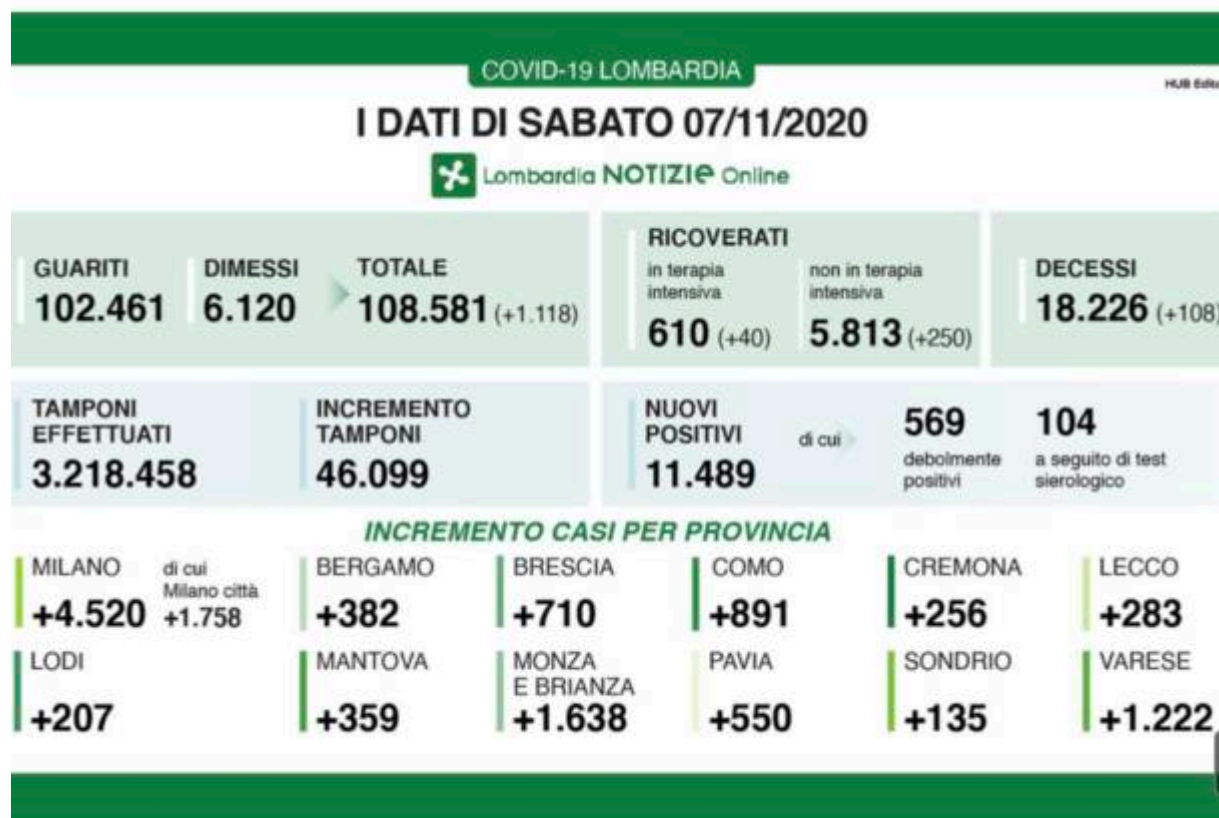 COVID-19 LOMBARDIA
HUB
I DATI DI SABATO 07/11/2020
Lombardia NOTIZIE Online
GUARITI
102.461
DIMESSI
6.120
TOTALE
108.581 (+1.118)
RICOVERATI
in terapia
intensiva
610 (+40)
non in terapia
intensiva
5.813 (+250)
DECESSI
18.226 (+108)
TAMPONI
EFFETTUATI
3.218.458
INCREMENTO
TAMPONI
46.099
NUOVI
POSITIVI
11.489
di cui
569
debolmente
positivi
104
a seguito di test
sierologico
INCREMENTO CASI PER PROVINCIA
MILANO
+4.520
di cui
Milano città
+1.758
BERGAMO
+382
BRESCIA
+710
COMO
+891
CREMONA
+256
LECCO
+283
LODI
+207
MANTOVA
+359
MONZA
E BRIANZA
+1.638
PAVIA
+550
SONDRIO
+135
VARESE
+1.222